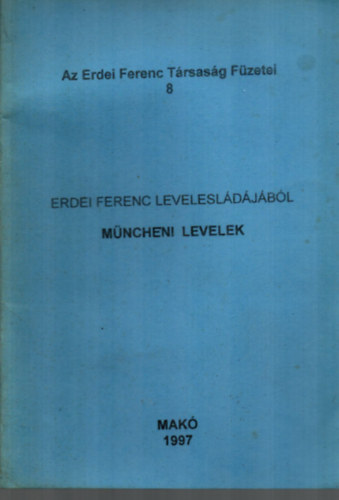 Az Erdei Ferenc Társaság Füzetei
8
ERDEI FERENC LEVELESLÁDÁJÁBÓL
MÜNCHENI LEVELEK
MAKÓ
1997